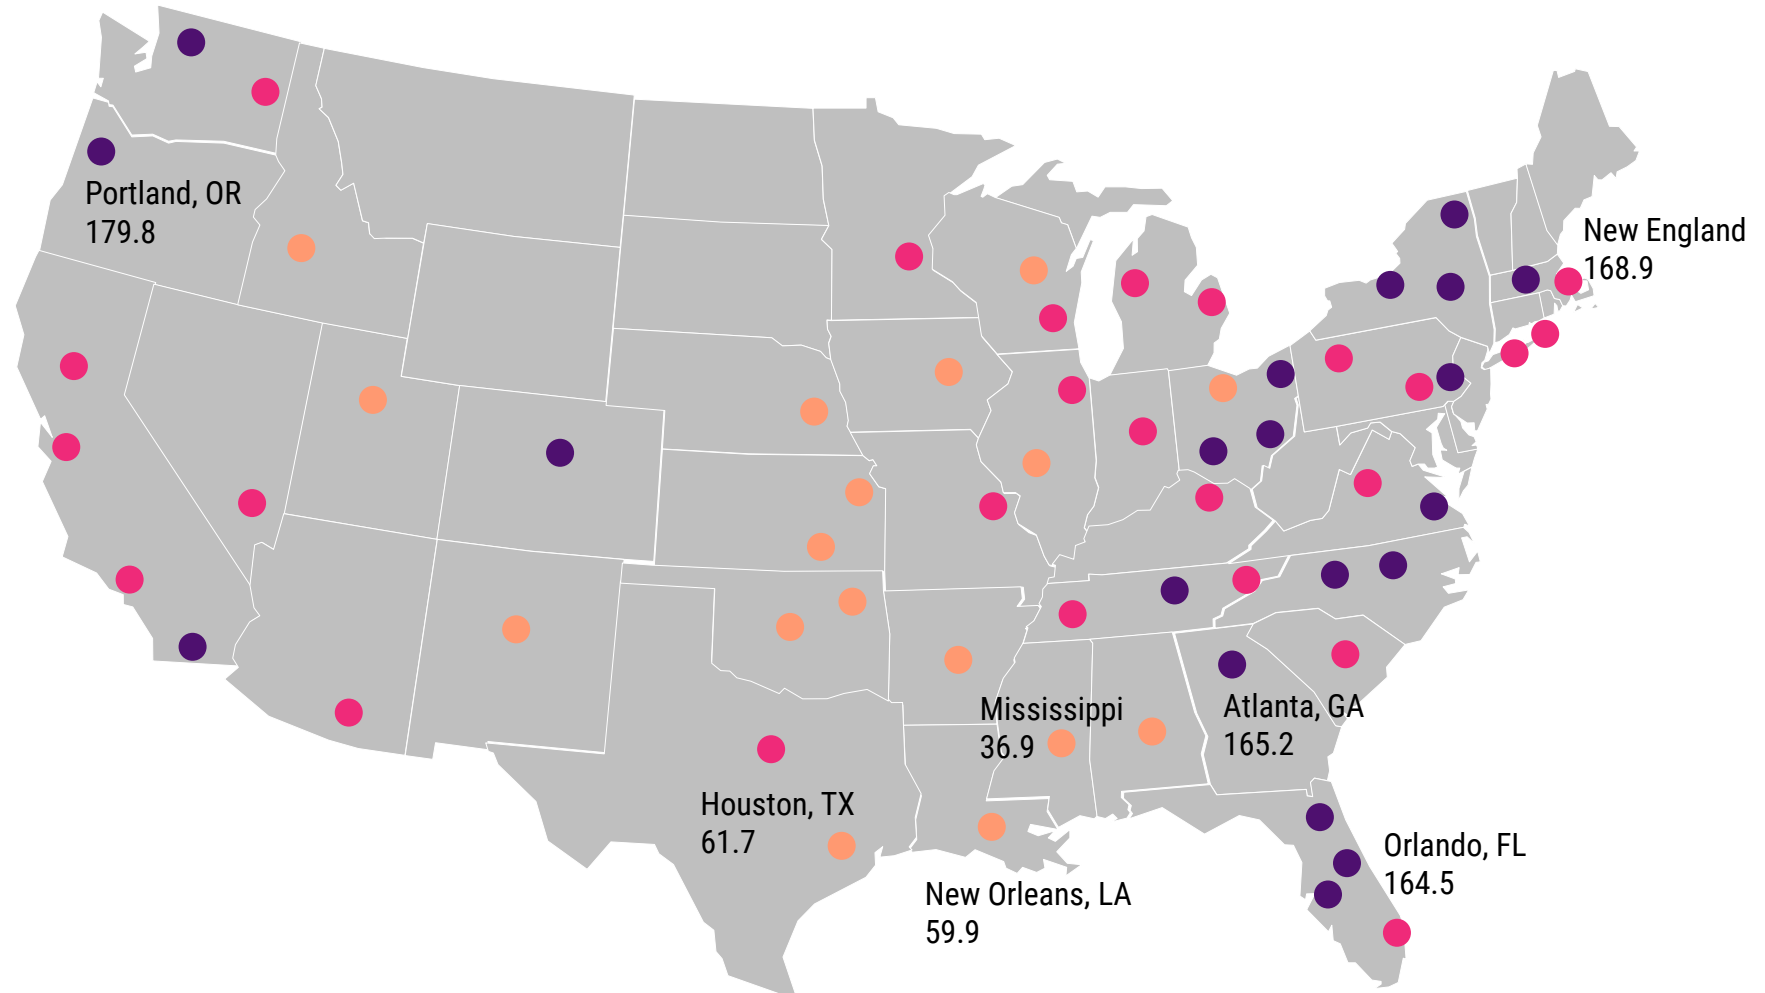 Portland, OR
179.8
New England
168.9
Mississippi
36.9
Atlanta, GA
165.2
Houston, TX
61.7
Orlando, FL
164.5
New Orleans, LA
59.9